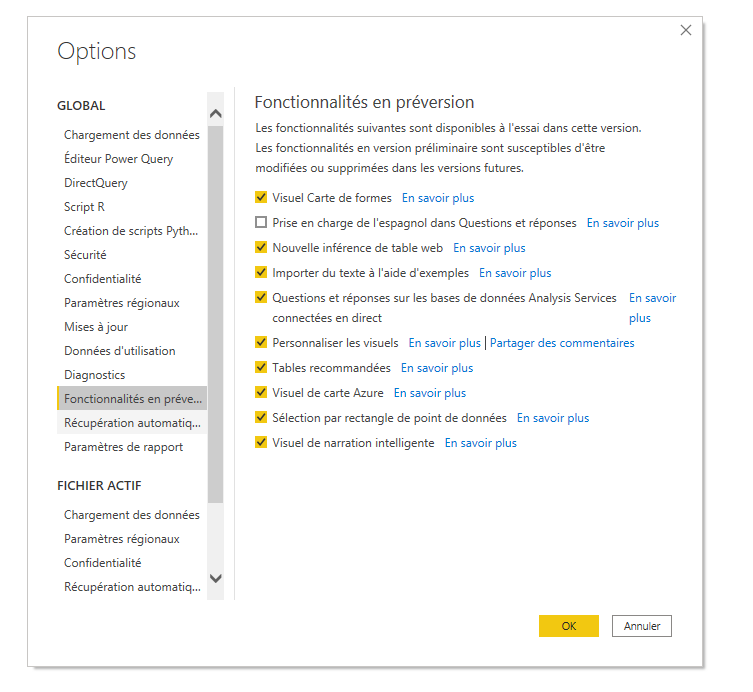 Options
GLOBAL
Chargement des données
Éditeur Power Query
DirectQuery
Script R
Création de scripts Pyth...
Sécurité
Confidentialité
Paramètres régionaux
Mises à jour
Données d'utilisation
Diagnostics
Fonctionnalités en préve...
Récupération automatiq...
Paramètres de rapport
FICHIER ACTIF
Chargement des données
Paramètres régionaux
Confidentialité
Récupération automatiq...
Fonctionnalités en préversion
Les fonctionnalités suivantes sont disponibles à l'essai dans cette version.
Les fonctionnalités en version préliminaire sont susceptibles d'être
modifiées ou supprimées dans les versions futures.
Visuel Carte de formes En savoir plus
Prise en charge de l'espagnol dans Questions et réponses En savoir plus
Nouvelle inférence de table web En savoir plus
Importer du texte à l'aide d'exemples En savoir plus
Questions et réponses sur les bases de données Analysis Services En savoir
connectées en direct plus
Personnaliser les visuels En savoir plus | Partager des commentaires
Tables recommandées En savoir plus
Visuel de carte Azure En savoir plus
Sélection par rectangle de point de données En savoir plus
Visuel de narration intelligente En savoir plus
OK Annuler